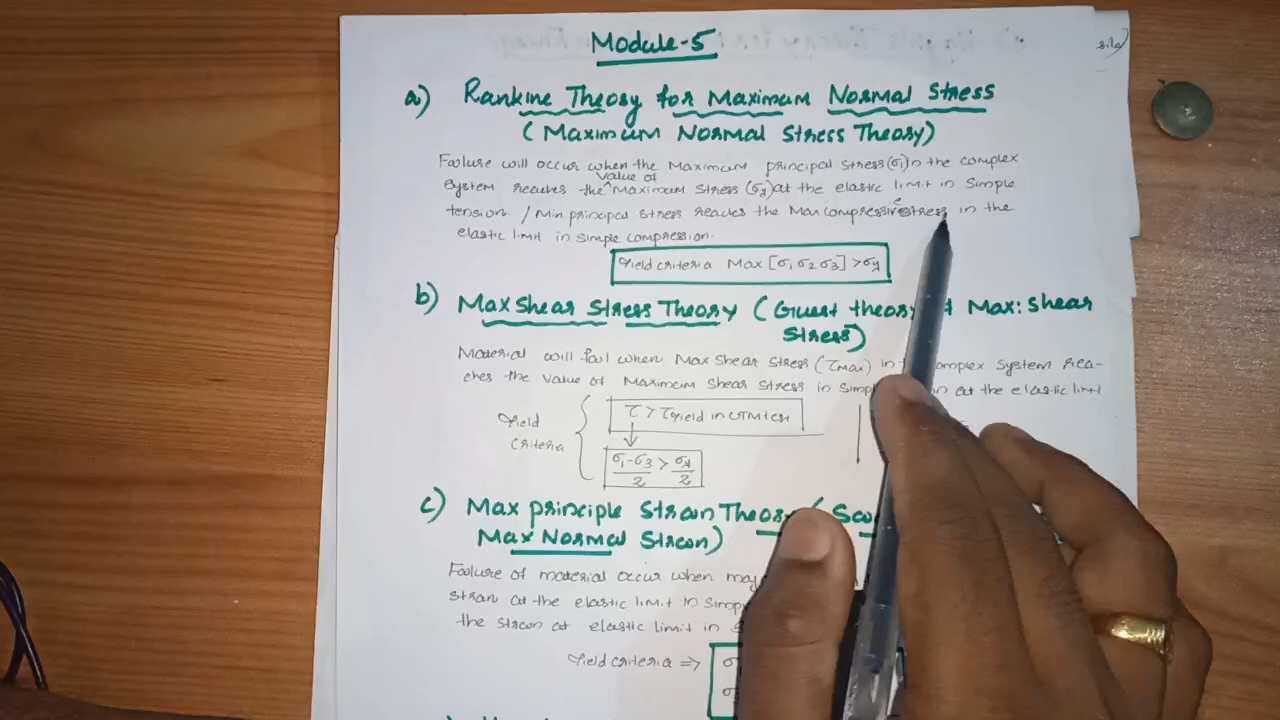 Module-5
a) Rankine Theory for Maximum Normal Stress
(Maximum Normal Stress Theory)
Failure will occur when the Maximum principal stress (σ1) in the complex
system reaches the value of Maximum stress (σy) at the elastic limit in simple
tension / Min principal stress reaches the Max compressive stress in the
elastic limit in simple compression.
Yield criteria Max [σ1 σ2 σ3] > σy
b) Max Shear Stress Theory (Guest theory Max: Shear
Stress)
Material will fail when Max Shear Stress (τMax) in complex system rea-
ches the value of Maximum Shear stress in at the elastic limit
Yield
criteria
τ > τyield in UTM test
σ1-σ3/2 > σy/2
c) Max principle Strain Theory (
Max Normal Strain)
Failure of material occur when
strain at the elastic limit in
the strain at elastic limit in
Yield criteria ⇒